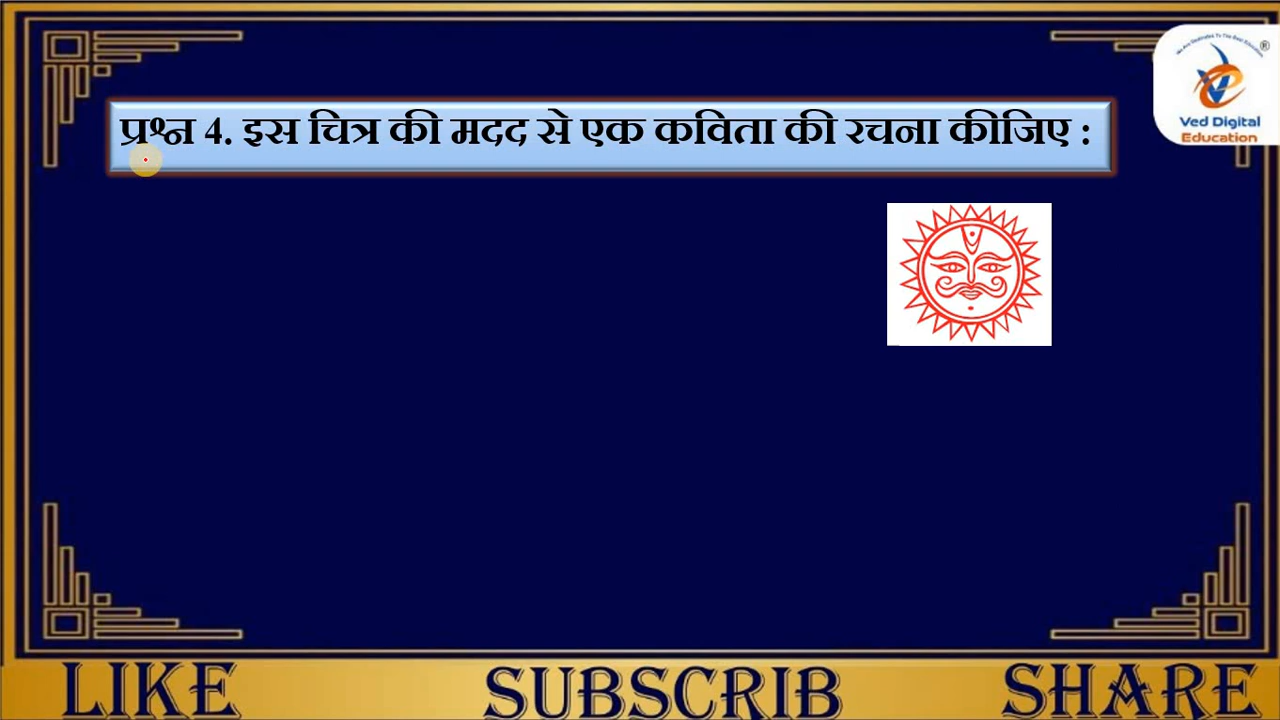 प्रश्न 4. इस चित्र की मदद से एक कविता की रचना कीजिए :
®
Ved Digital
Education
LIKE
SUBSCRIB
SHARE